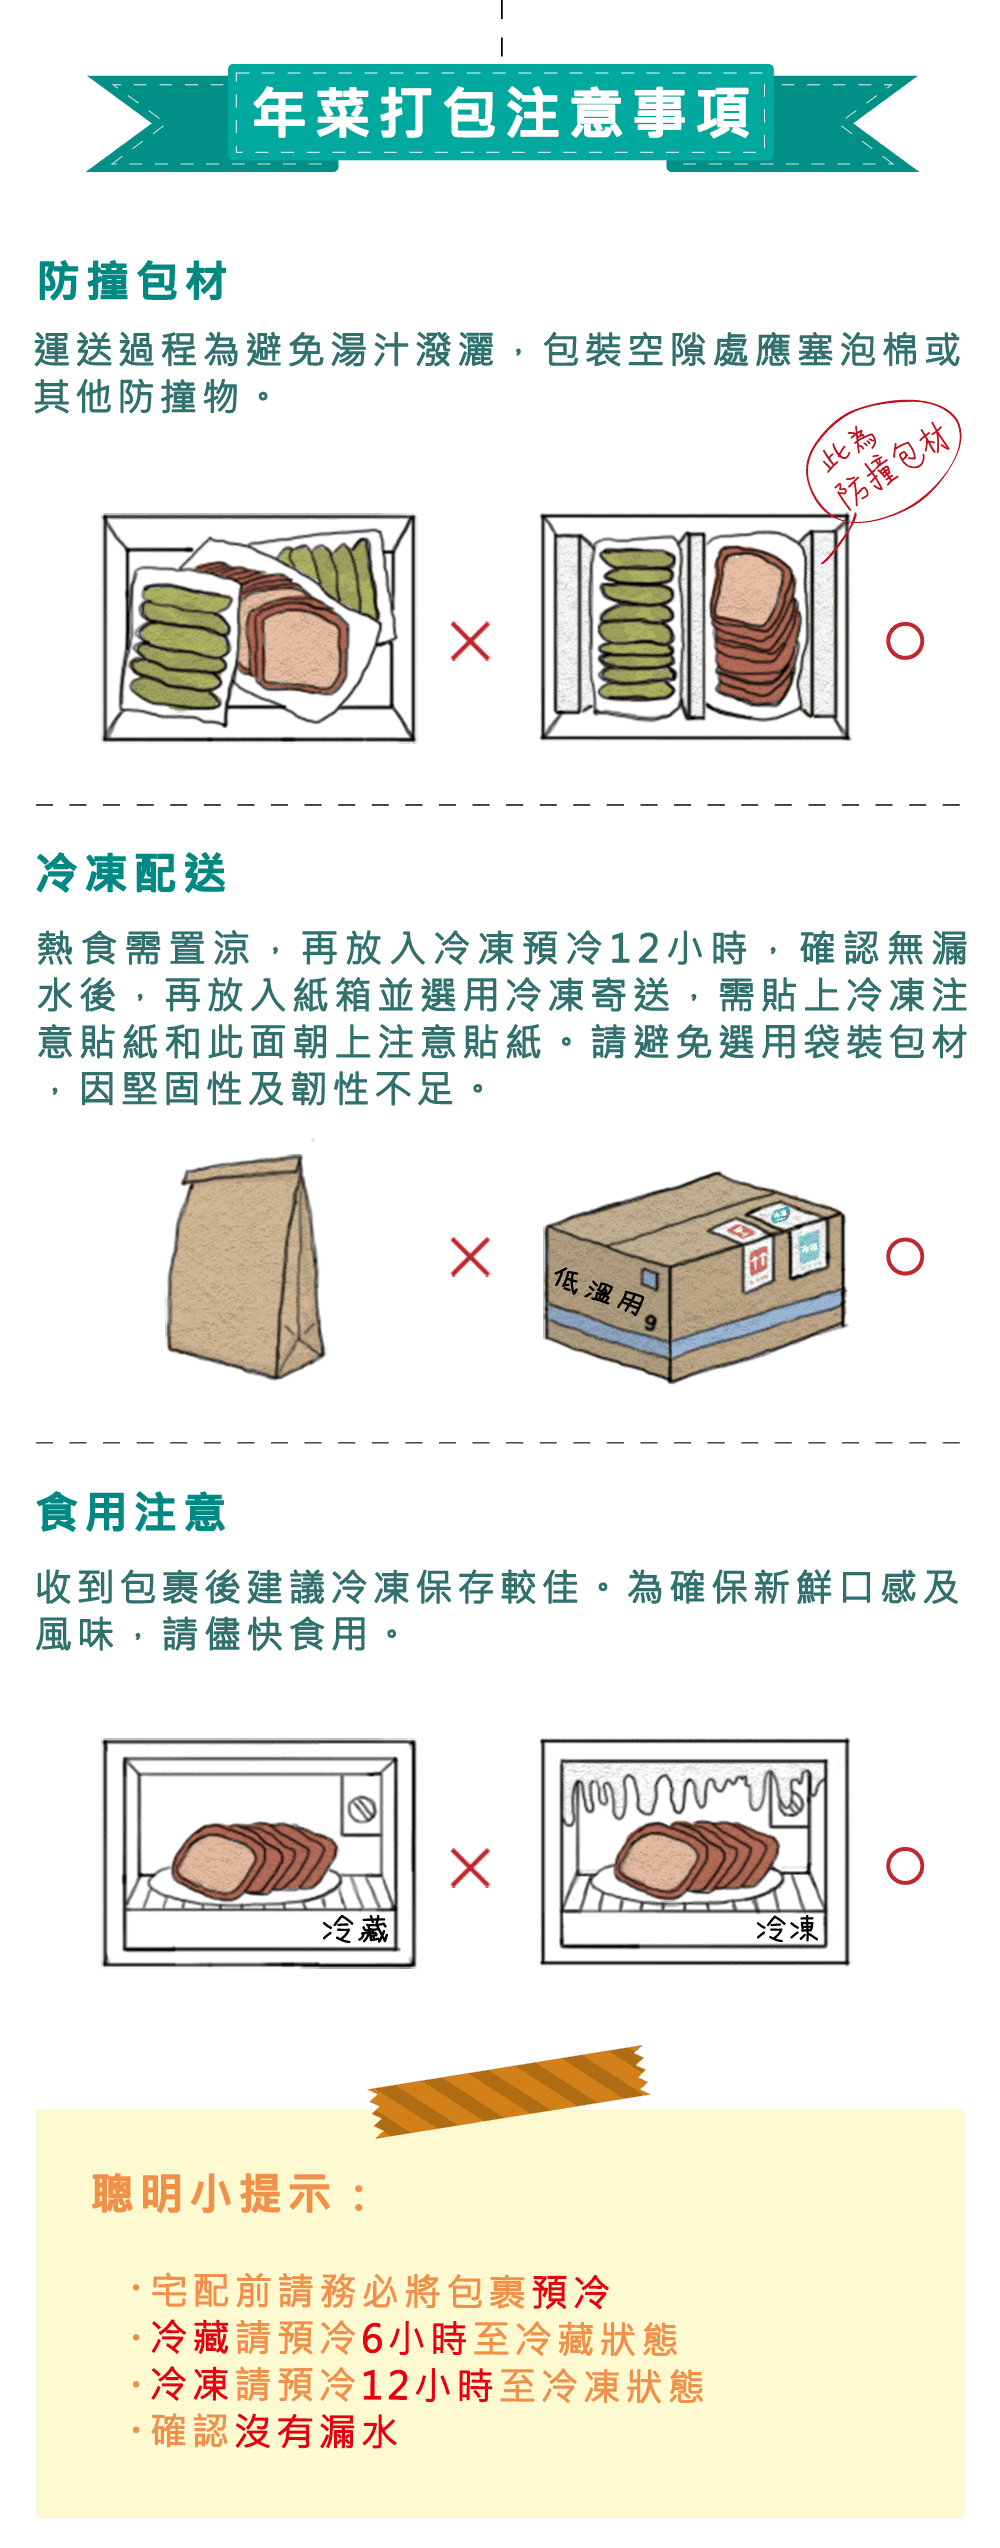 年菜打包注意事項
防撞包材
運送過程為避免湯汁潑灑，包裝空隙處應塞泡棉或
其他防撞物。
此為
防撞包材
冷凍配送
熱食需置涼，再放入冷凍預冷12小時，確認無漏
水後，再放入紙箱並選用冷凍寄送，需貼上冷凍注
意貼紙和此面朝上注意貼紙。請避免選用袋裝包材
，因堅固性及韌性不足。
低溫用
9
食用注意
收到包裹後建議冷凍保存較佳。為確保新鮮口感及
風味，請儘快食用。
冷藏
冷凍
聰明小提示：
·宅配前請務必將包裹預冷
·冷藏請預冷6小時至冷藏狀態
·冷凍請預冷12小時至冷凍狀態
·確認沒有漏水